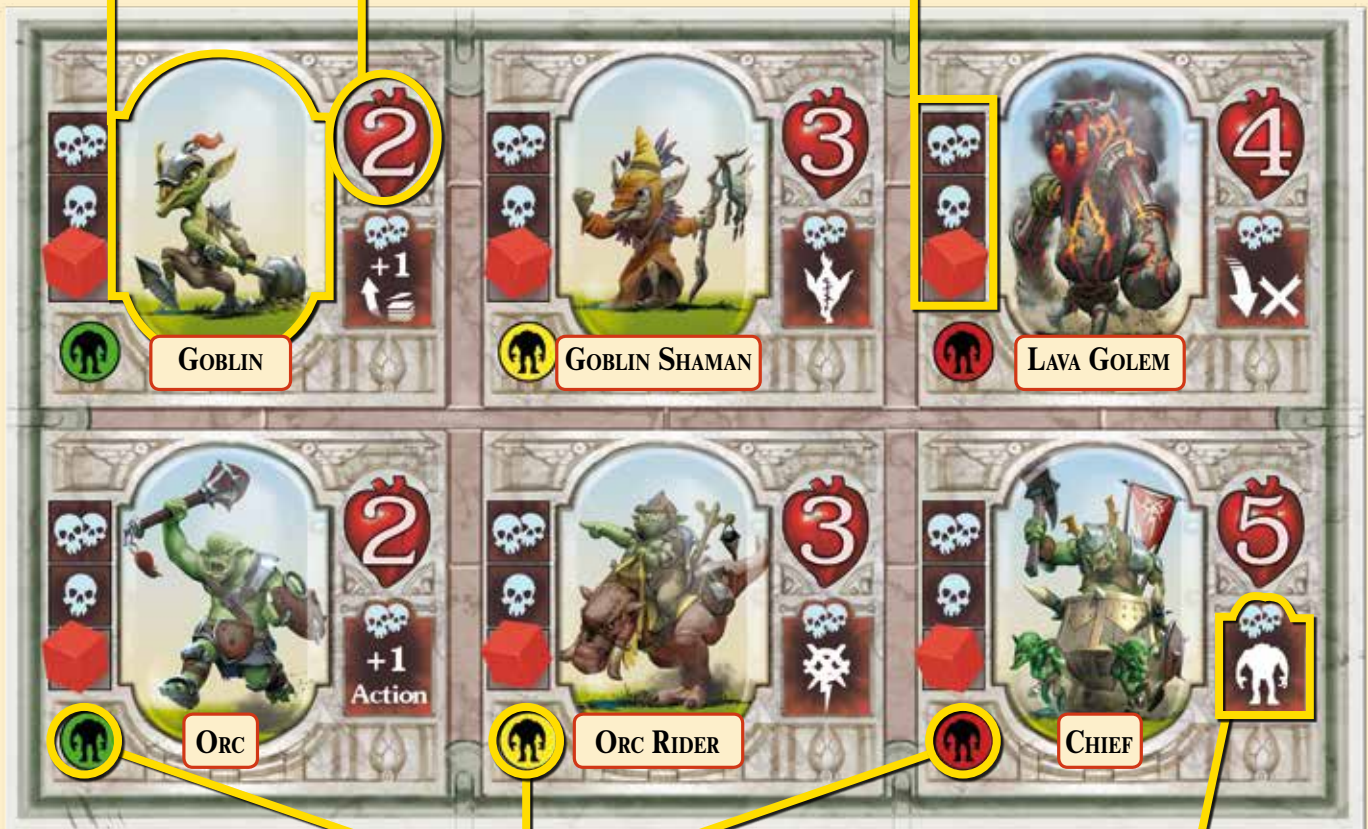 2
3
4
+1
GOBLIN
GOBLIN SHAMAN
LAVA GOLEM
2
3
5
+1
Action
ORC
ORC RIDER
CHIEF